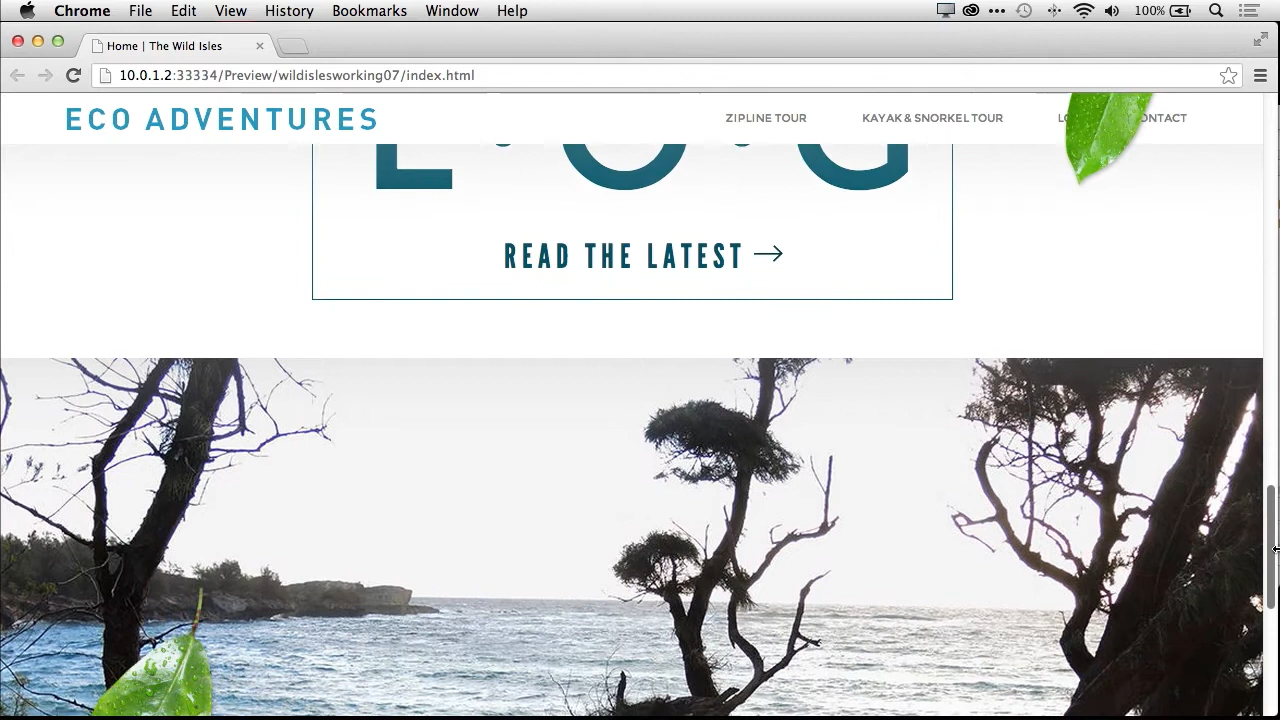 Chrome File Edit View History Bookmarks Window Help 100%
Home | The Wild Isles
10.0.1.2:33334/Preview/wildislesworking07/index.html
ECO ADVENTURES ZIPLINE TOUR KAYAK & SNORKEL TOUR
L·O·G
READ THE LATEST →